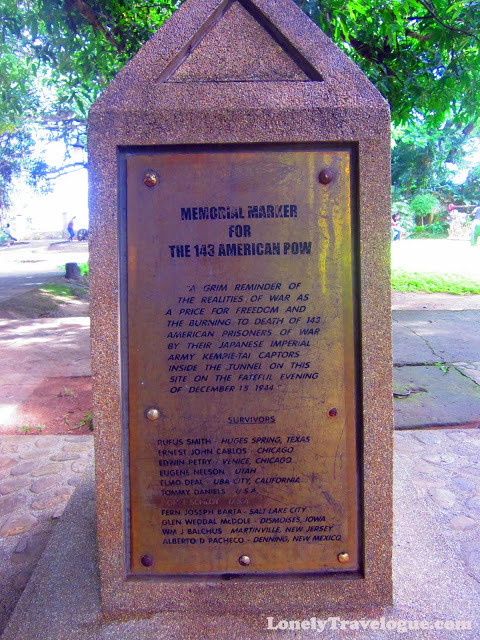 MEMORIAL MARKER
FOR
THE 143 AMERICAN POW
"A GRIM REMINDER OF
THE REALITIES OF WAR AS
A PRICE FOR FREEDOM AND
THE BURNING TO DEATH OF 143
AMERICAN PRISONERS OF WAR
BY THEIR JAPANESE IMPERIAL
ARMY KEMPIE-TAI CAPTORS
INSIDE THE TUNNEL ON THIS
SITE ON THE FATEFUL EVENING
OF DECEMBER 15 1944."
SURVIVORS
RUFUS SMITH - HUGES SPRING, TEXAS
ERNEST JOHN CABLOS - CHICAGO
EDWIN-PETRY - VENICE, CHICAGO
EUGENE-NELSON - UTAH
ELMO DEAL - UBA CITY, CALIFORNIA
TOMMY DANIELS - U.S.A.
FERN JOSEPH BARTA - SALT LAKE CITY
GLEN WEDDAL McDOLE - DISMOISES, IOWA
WM J BALCHUS - MARTINVILLE, NEW JERSEY
ALBERTO D PACHECO - DENNING, NEW MEXICO
LonelyTravelogue.com